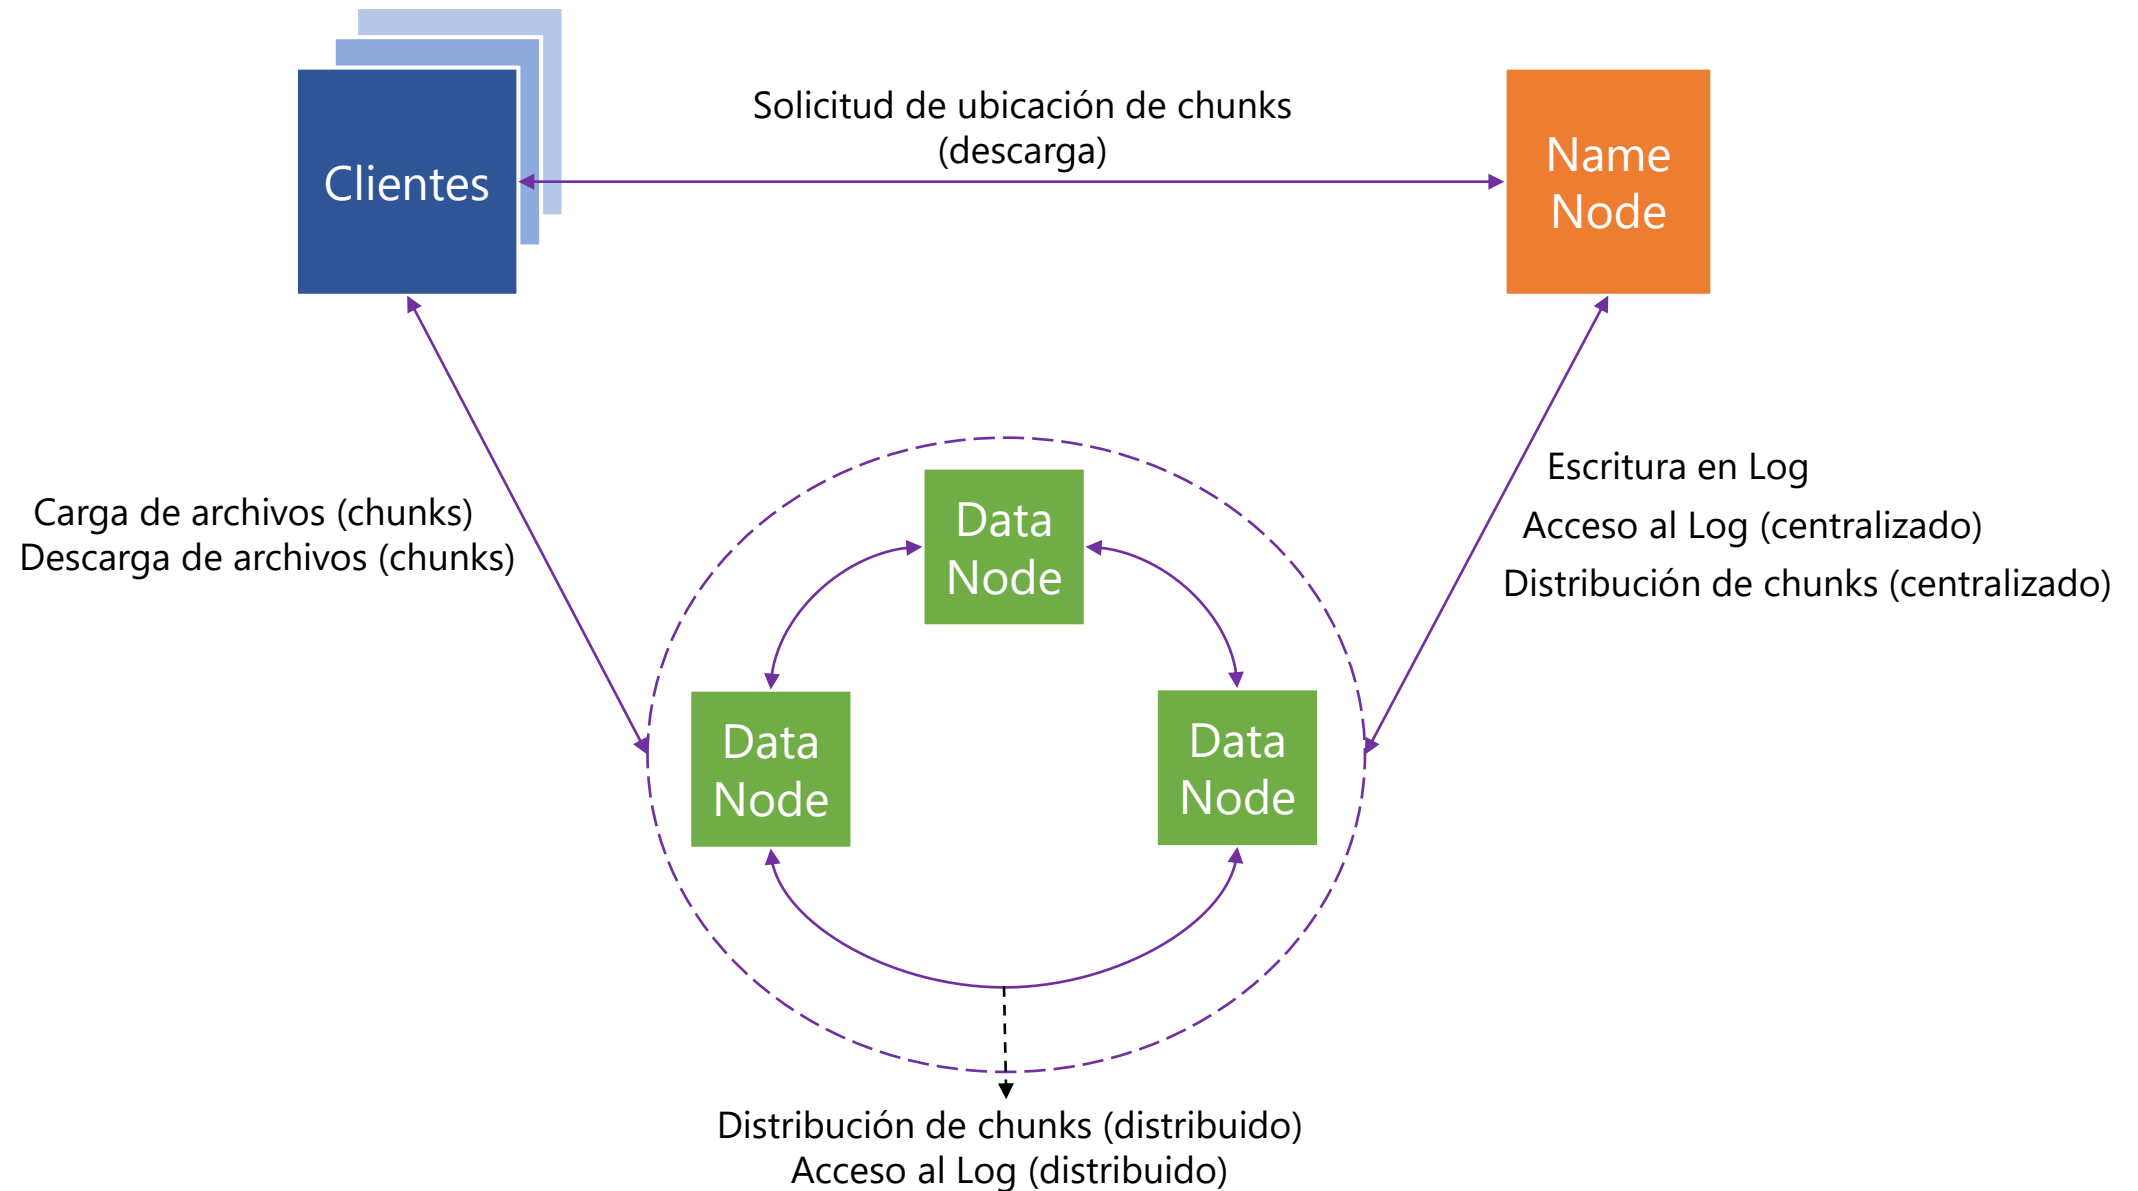 Solicitud de ubicación de chunks
(descarga)
Clientes
Name
Node
Carga de archivos (chunks)
Descarga de archivos (chunks)
Escritura en Log
Acceso al Log (centralizado)
Distribución de chunks (centralizado)
Data
Node
Data
Node
Data
Node
Distribución de chunks (distribuido)
Acceso al Log (distribuido)